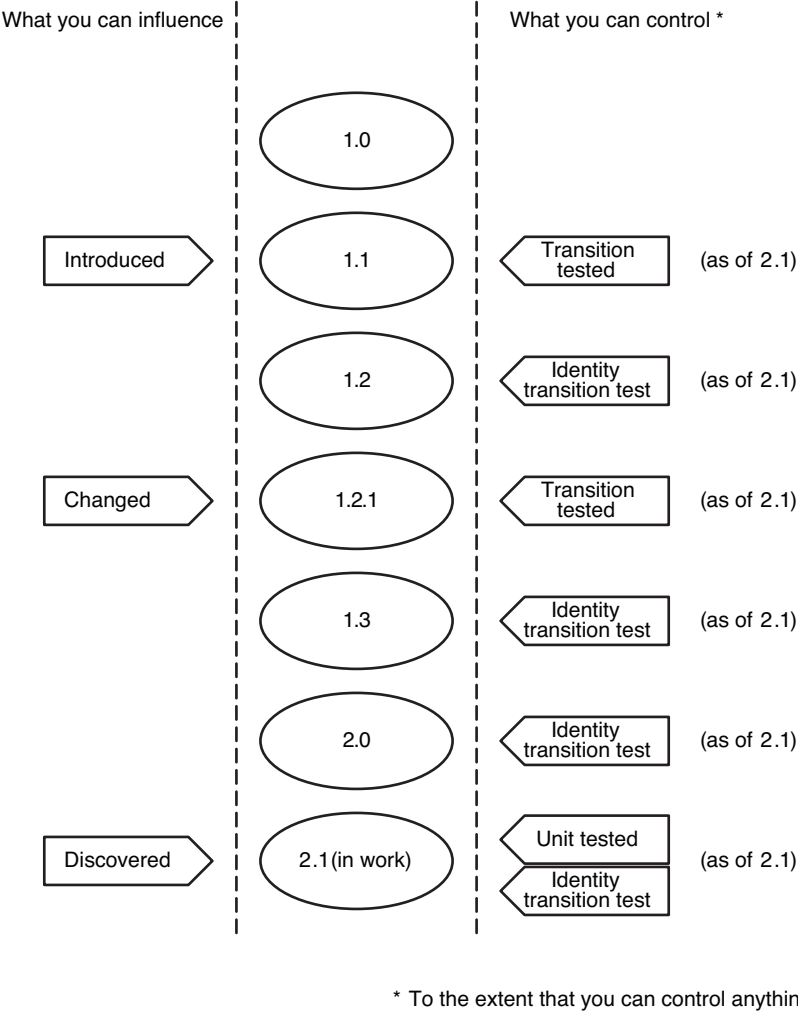 What you can influence
What you can control *
1.0
Introduced
1.1
Transition
tested
(as of 2.1)
1.2
Identity
transition test
(as of 2.1)
Changed
1.2.1
Transition
tested
(as of 2.1)
1.3
Identity
transition test
(as of 2.1)
2.0
Identity
transition test
(as of 2.1)
Discovered
2.1(in work)
Unit tested
Identity
transition test
(as of 2.1)
* To the extent that you can control anythin